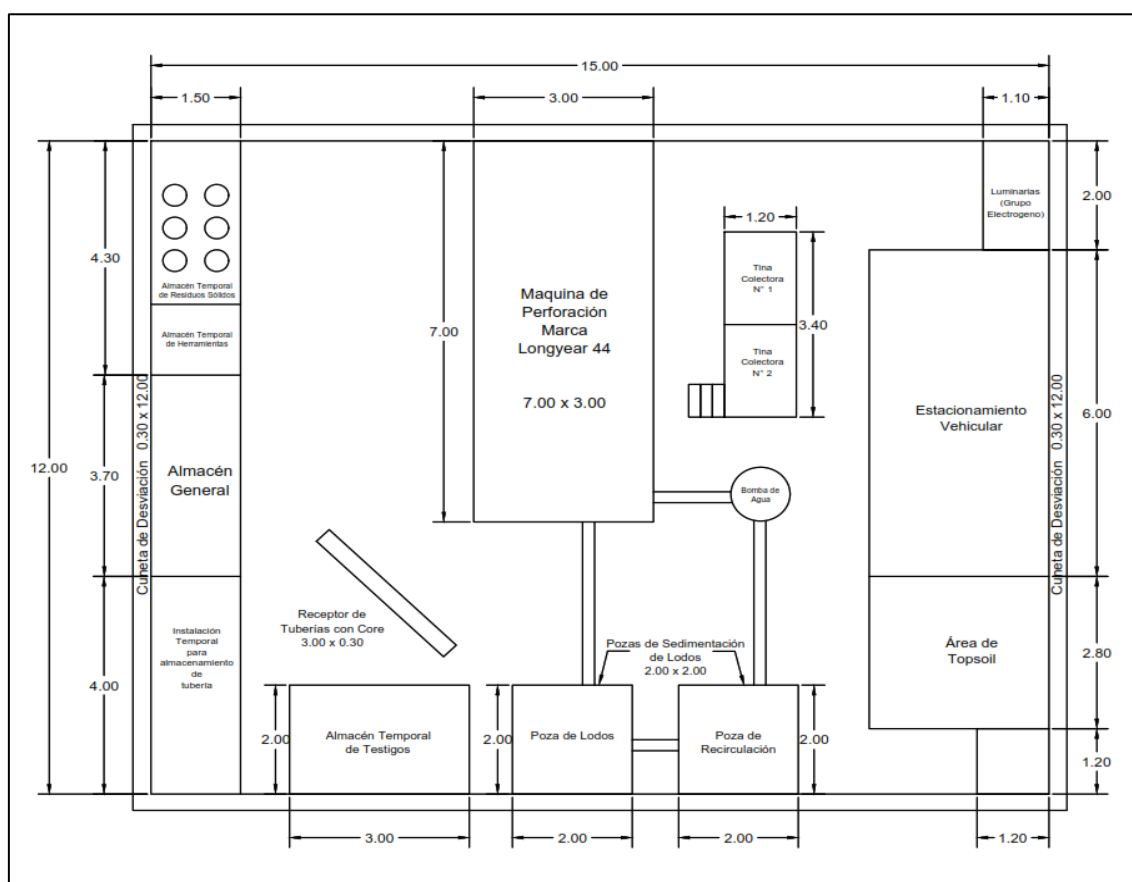 15.00
1.50
3.00
1.10
12.00
4.30
3.70
4.00
Cuneta de Desviación 0.30 x 12.00
Almacén Temporal
de Residuos Sólidos
Almacén Temporal
de Herramientas
Almacén
General
Instalación
Temporal
para
almacenamiento
de
tubería
7.00
Maquina de
Perforación
Marca
Longyear 44
7.00 x 3.00
1.20
3.40
Tina
Colectora
N° 1
Tina
Colectora
N° 2
Bomba de
Agua
Luminarias
(Grupo
Electrogeno)
2.00
Estacionamiento
Vehicular
6.00
Cuneta de Desviación 0.30 x 12.00
Área de
Topsoil
2.80
1.20
Receptor de
Tuberías con Core
3.00 x 0.30
Pozas de Sedimentación
de Lodos
2.00 x 2.00
2.00
Almacén Temporal
de Testigos
2.00
Poza de Lodos
Poza de
Recirculación
2.00
3.00
2.00
2.00
1.20